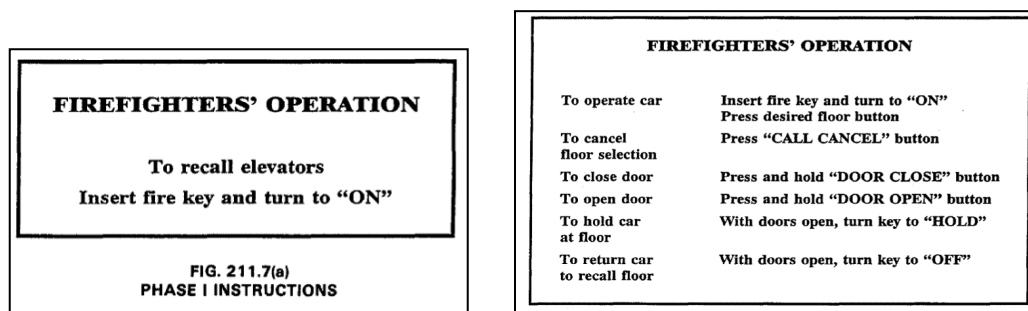 FIREFIGHTERS' OPERATION
To recall elevators
Insert fire key and turn to "ON"
FIG. 211.7(a)
PHASE I INSTRUCTIONS
FIREFIGHTERS' OPERATION
To operate car Insert fire key and turn to "ON"
Press desired floor button
To cancel Press "CALL CANCEL" button
floor selection
To close door Press and hold "DOOR CLOSE" button
To open door Press and hold "DOOR OPEN" button
To hold car With doors open, turn key to "HOLD"
at floor
To return car With doors open, turn key to "OFF"
to recall floor